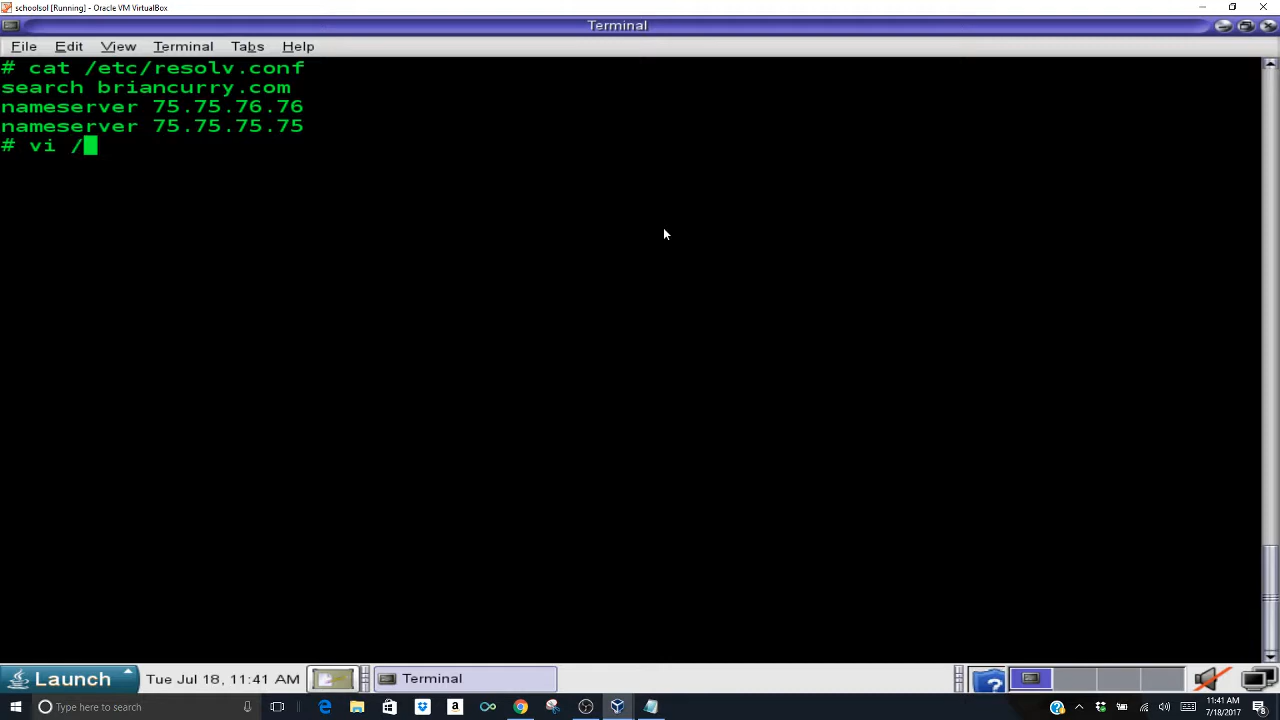 schoolsol [Running] - Oracle VM VirtualBox
Terminal
File Edit View Terminal Tabs Help
# cat /etc/resolv.conf
search briancurry.com
nameserver 75.75.76.76
nameserver 75.75.75.75
# vi /
Launch Tue Jul 18, 11:41 AM Terminal
Type here to search
11:41 AM
7/18/2017